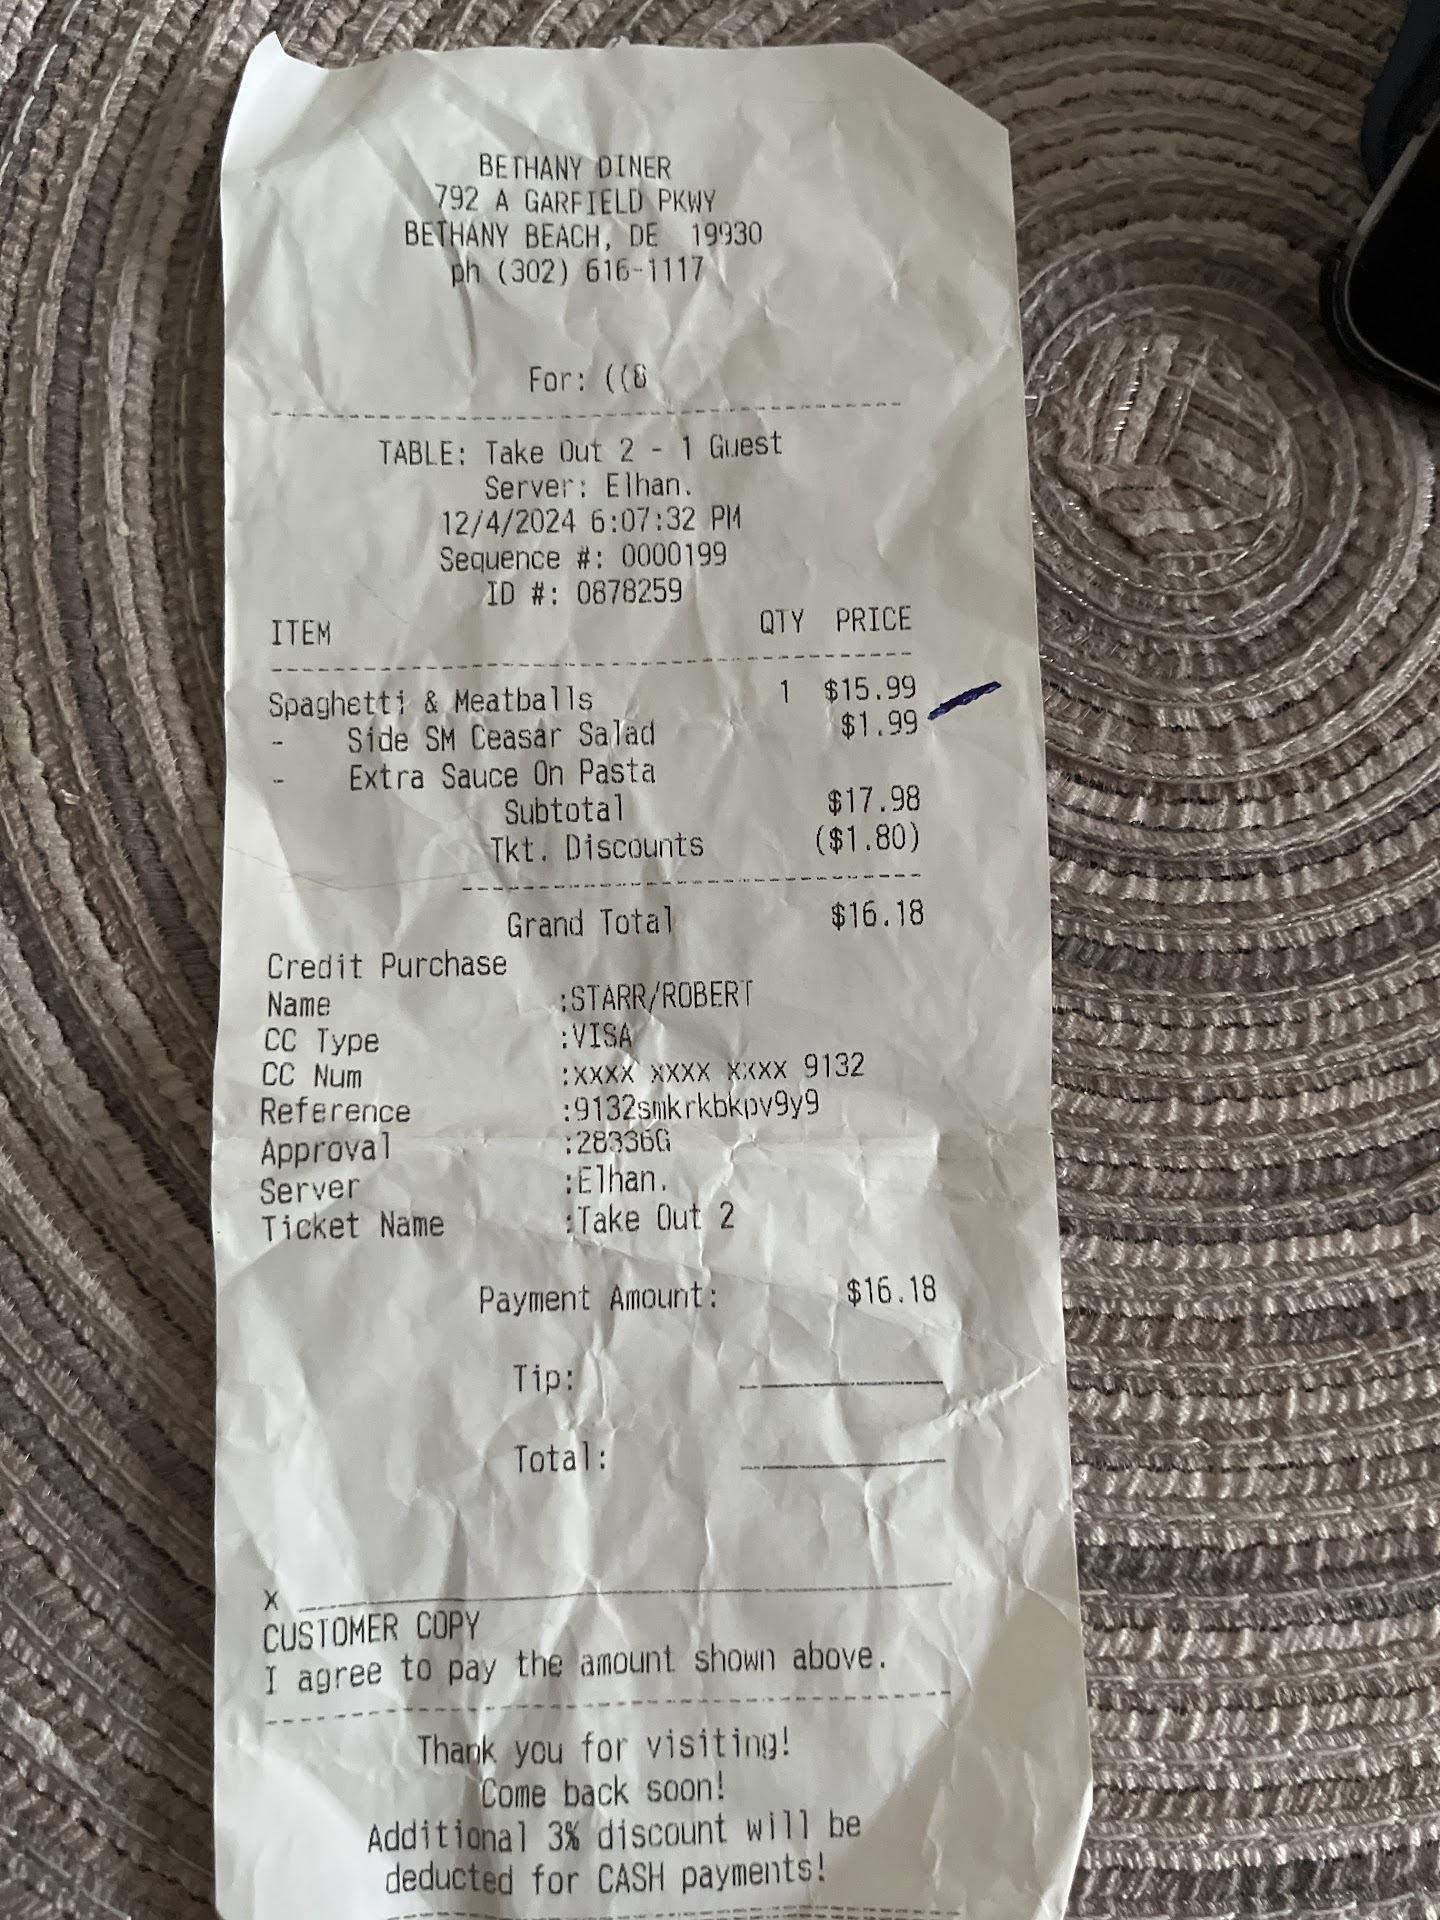 BETHANY DINER
792 A GARFIELD PKWY
BETHANY BEACH, DE 19930
ph (302) 616-1117
For: ((8
TABLE: Take Out 2 - 1 Guest
Server: Elhan.
12/4/2024 6:07:32 PM
Sequence #: 0000199
ID #: 0878259
ITEM QTY PRICE
Spaghetti & Meatballs 1 $15.99
- Side SM Ceasar Salad $1.99
- Extra Sauce On Pasta
Subtotal $17.98
Tkt. Discounts ($1.80)
Grand Total $16.18
Credit Purchase
Name :STARR/ROBERT
CC Type :VISA
CC Num :xxxx xxxx xxxx 9132
Reference :9132smkrkbkpv9y9
Approval :28336G
Server :Elhan.
Ticket Name :Take Out 2
Payment Amount: $16.18
Tip:
Total:
X
CUSTOMER COPY
I agree to pay the amount shown above.
Thank you for visiting!
Come back soon!
Additional 3% discount will be
deducted for CASH payments!